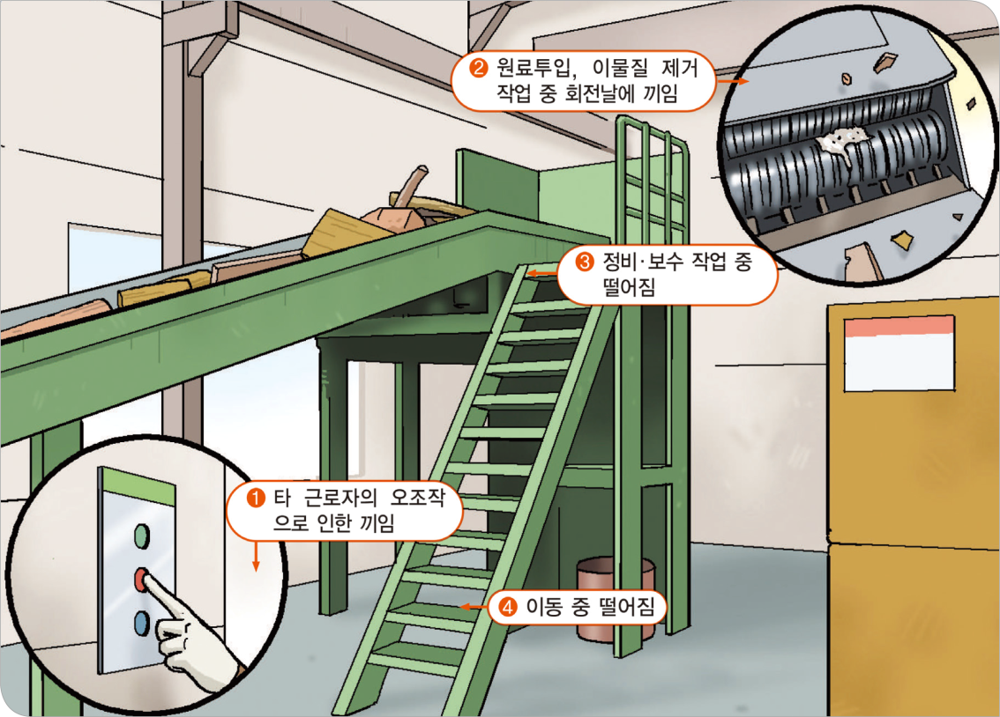 ❷ 원료투입, 이물질 제거
작업 중 회전날에 끼임
❸ 정비·보수 작업 중
떨어짐
❶ 타 근로자의 오조작
으로 인한 끼임
❹ 이동 중 떨어짐